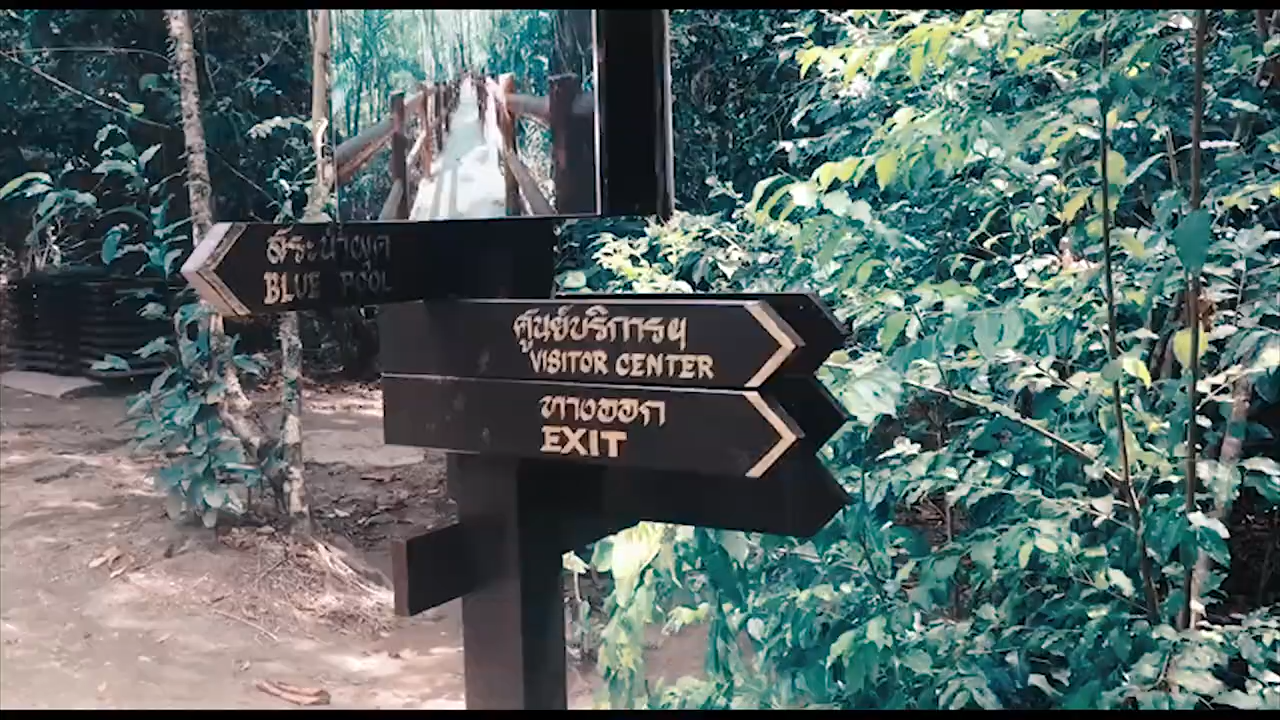 สระน้ำผุด
BLUE POOL
ศูนย์บริการฯ
VISITOR CENTER
ทางออก
EXIT